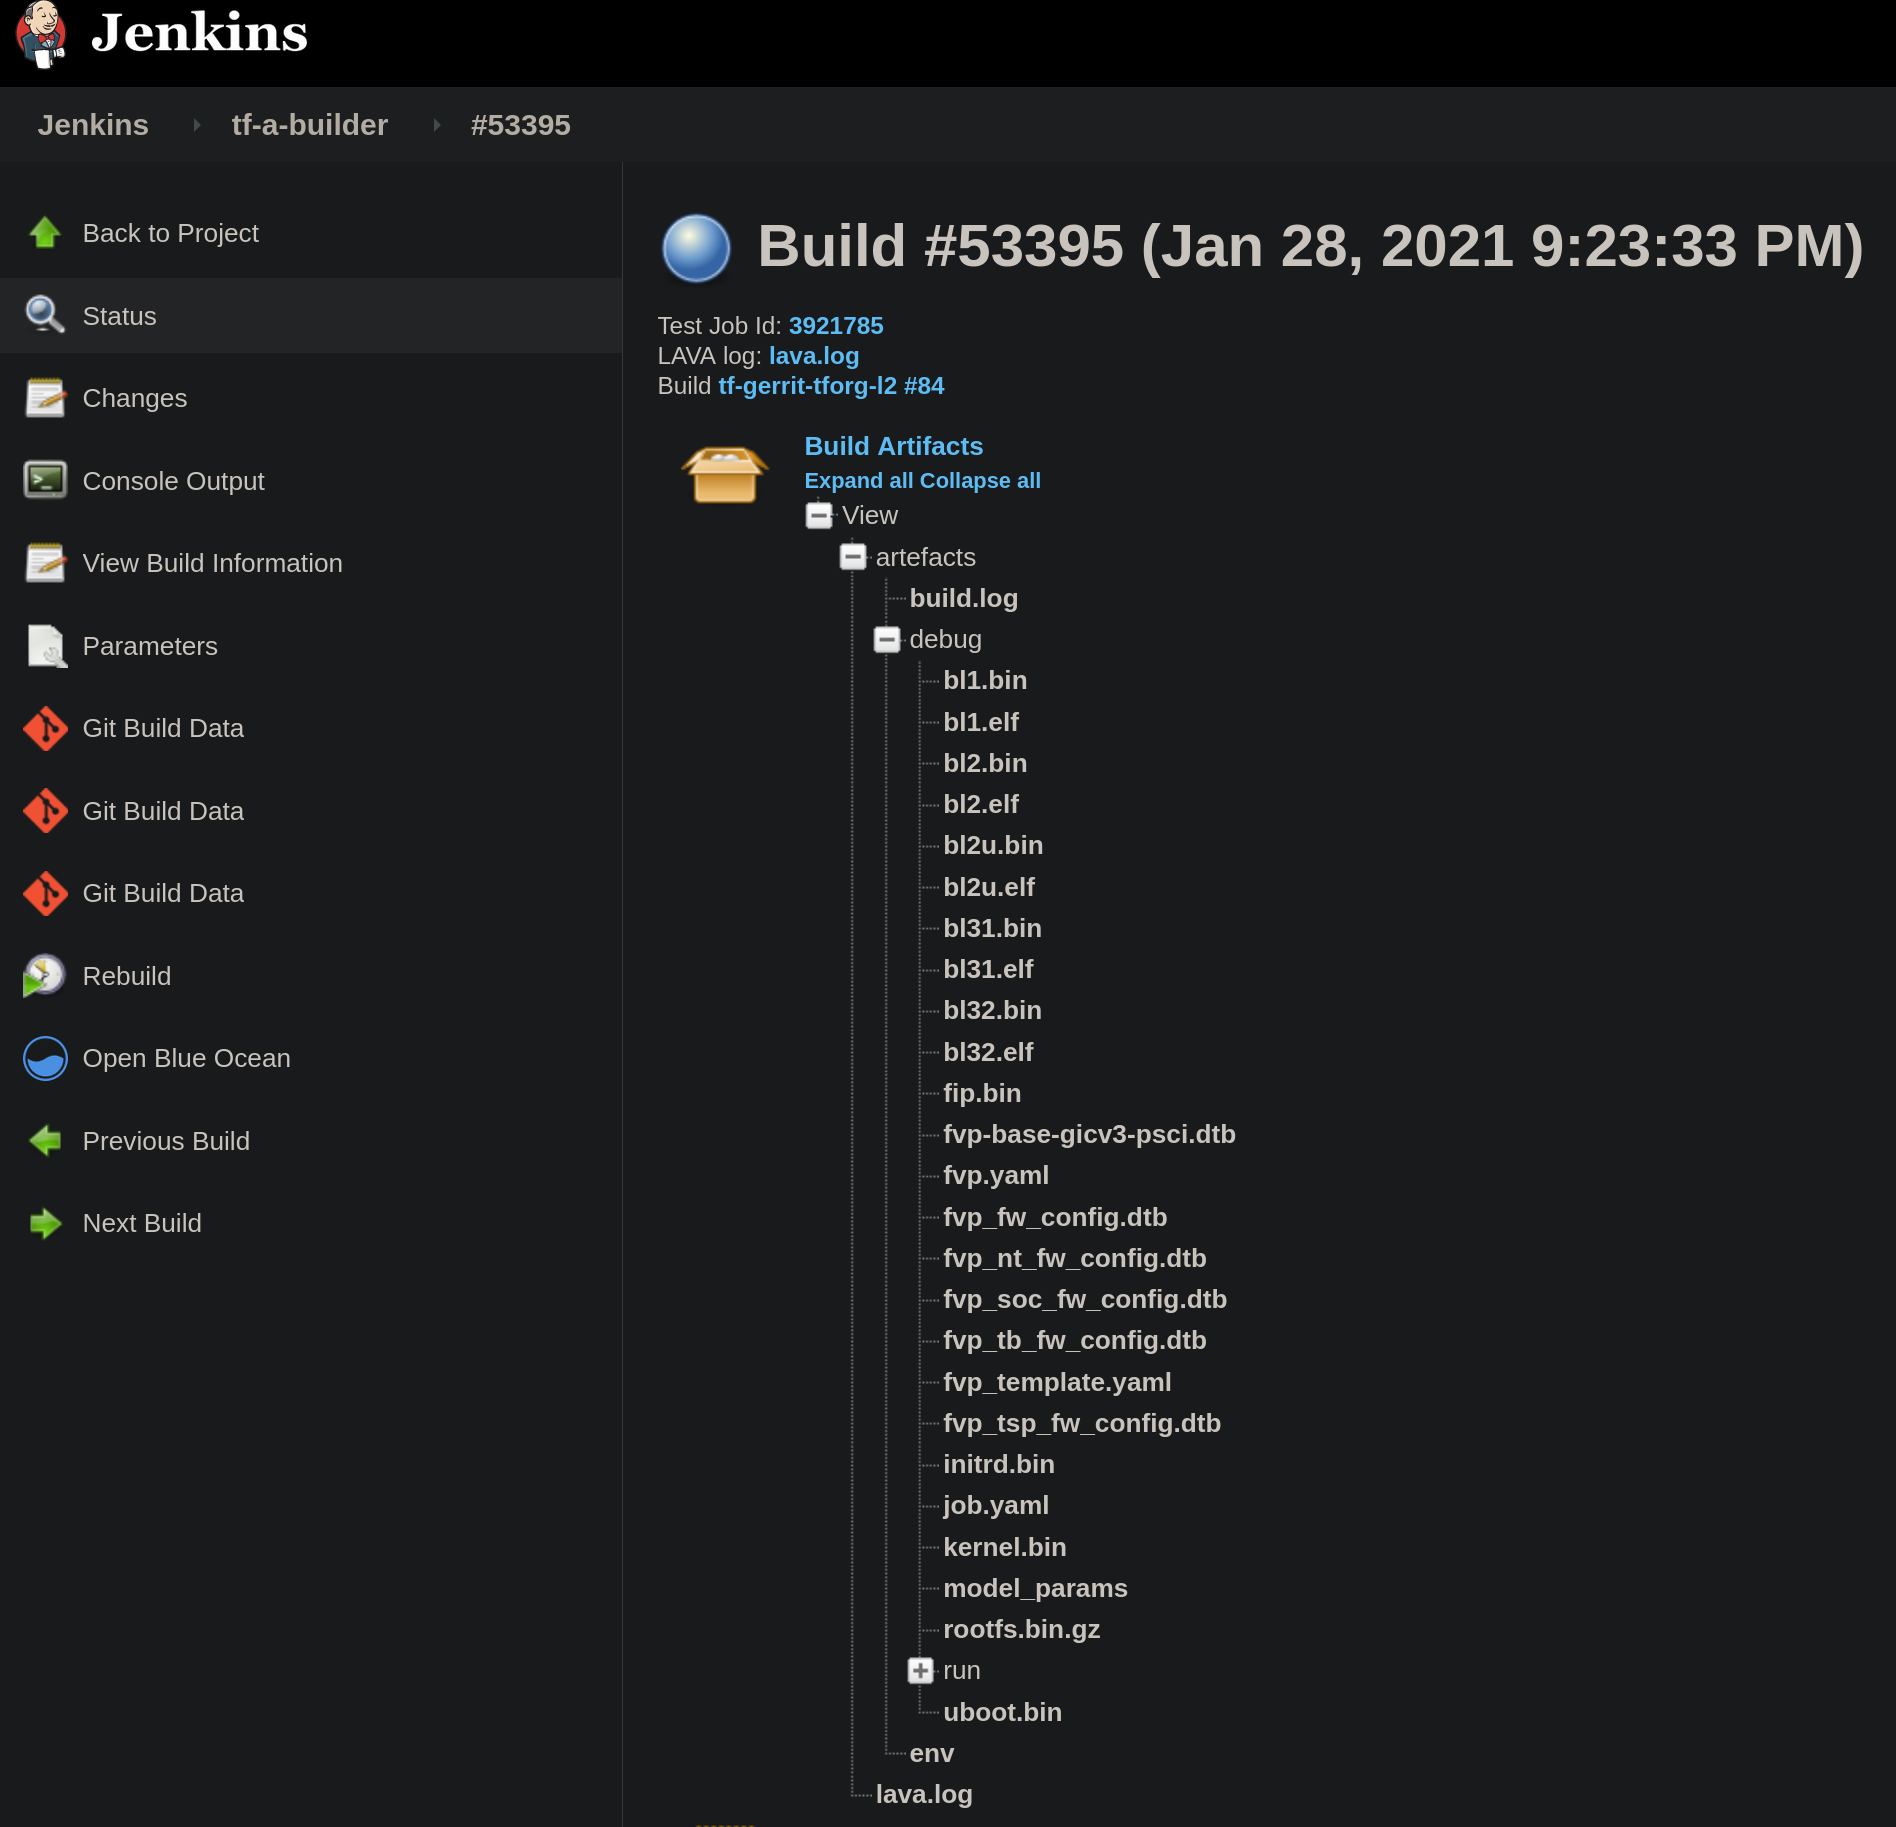 Jenkins
Jenkins tf-a-builder #53395
Back to Project
Status
Changes
Console Output
View Build Information
Parameters
Git Build Data
Git Build Data
Git Build Data
Rebuild
Open Blue Ocean
Previous Build
Next Build
Build #53395 (Jan 28, 2021 9:23:33 PM)
Test Job Id: 3921785
LAVA log: lava.log
Build tf-gerrit-tforg-l2 #84
Build Artifacts
Expand all Collapse all
View
artefacts
build.log
debug
bl1.bin
bl1.elf
bl2.bin
bl2.elf
bl2u.bin
bl2u.elf
bl31.bin
bl31.elf
bl32.bin
bl32.elf
fip.bin
fvp-base-gicv3-psci.dtb
fvp.yaml
fvp_fw_config.dtb
fvp_nt_fw_config.dtb
fvp_soc_fw_config.dtb
fvp_tb_fw_config.dtb
fvp_template.yaml
fvp_tsp_fw_config.dtb
initrd.bin
job.yaml
kernel.bin
model_params
rootfs.bin.gz
run
uboot.bin
env
lava.log